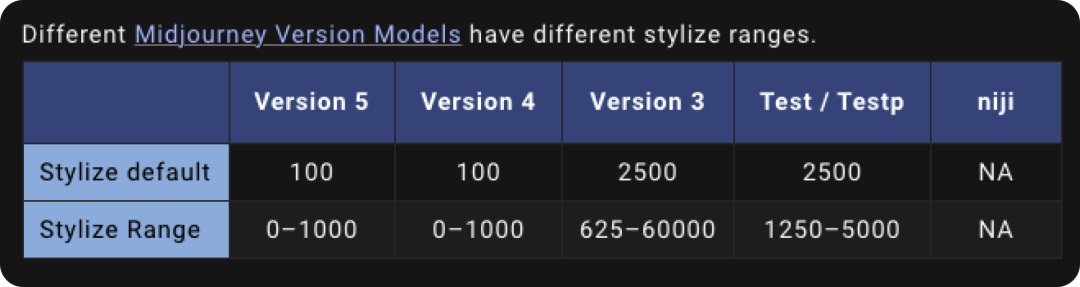 Different Midjourney Version Models have different stylize ranges.
Version 5 Version 4 Version 3 Test / Testp niji
Stylize default 100 100 2500 2500 NA
Stylize Range 0–1000 0–1000 625–60000 1250–5000 NA